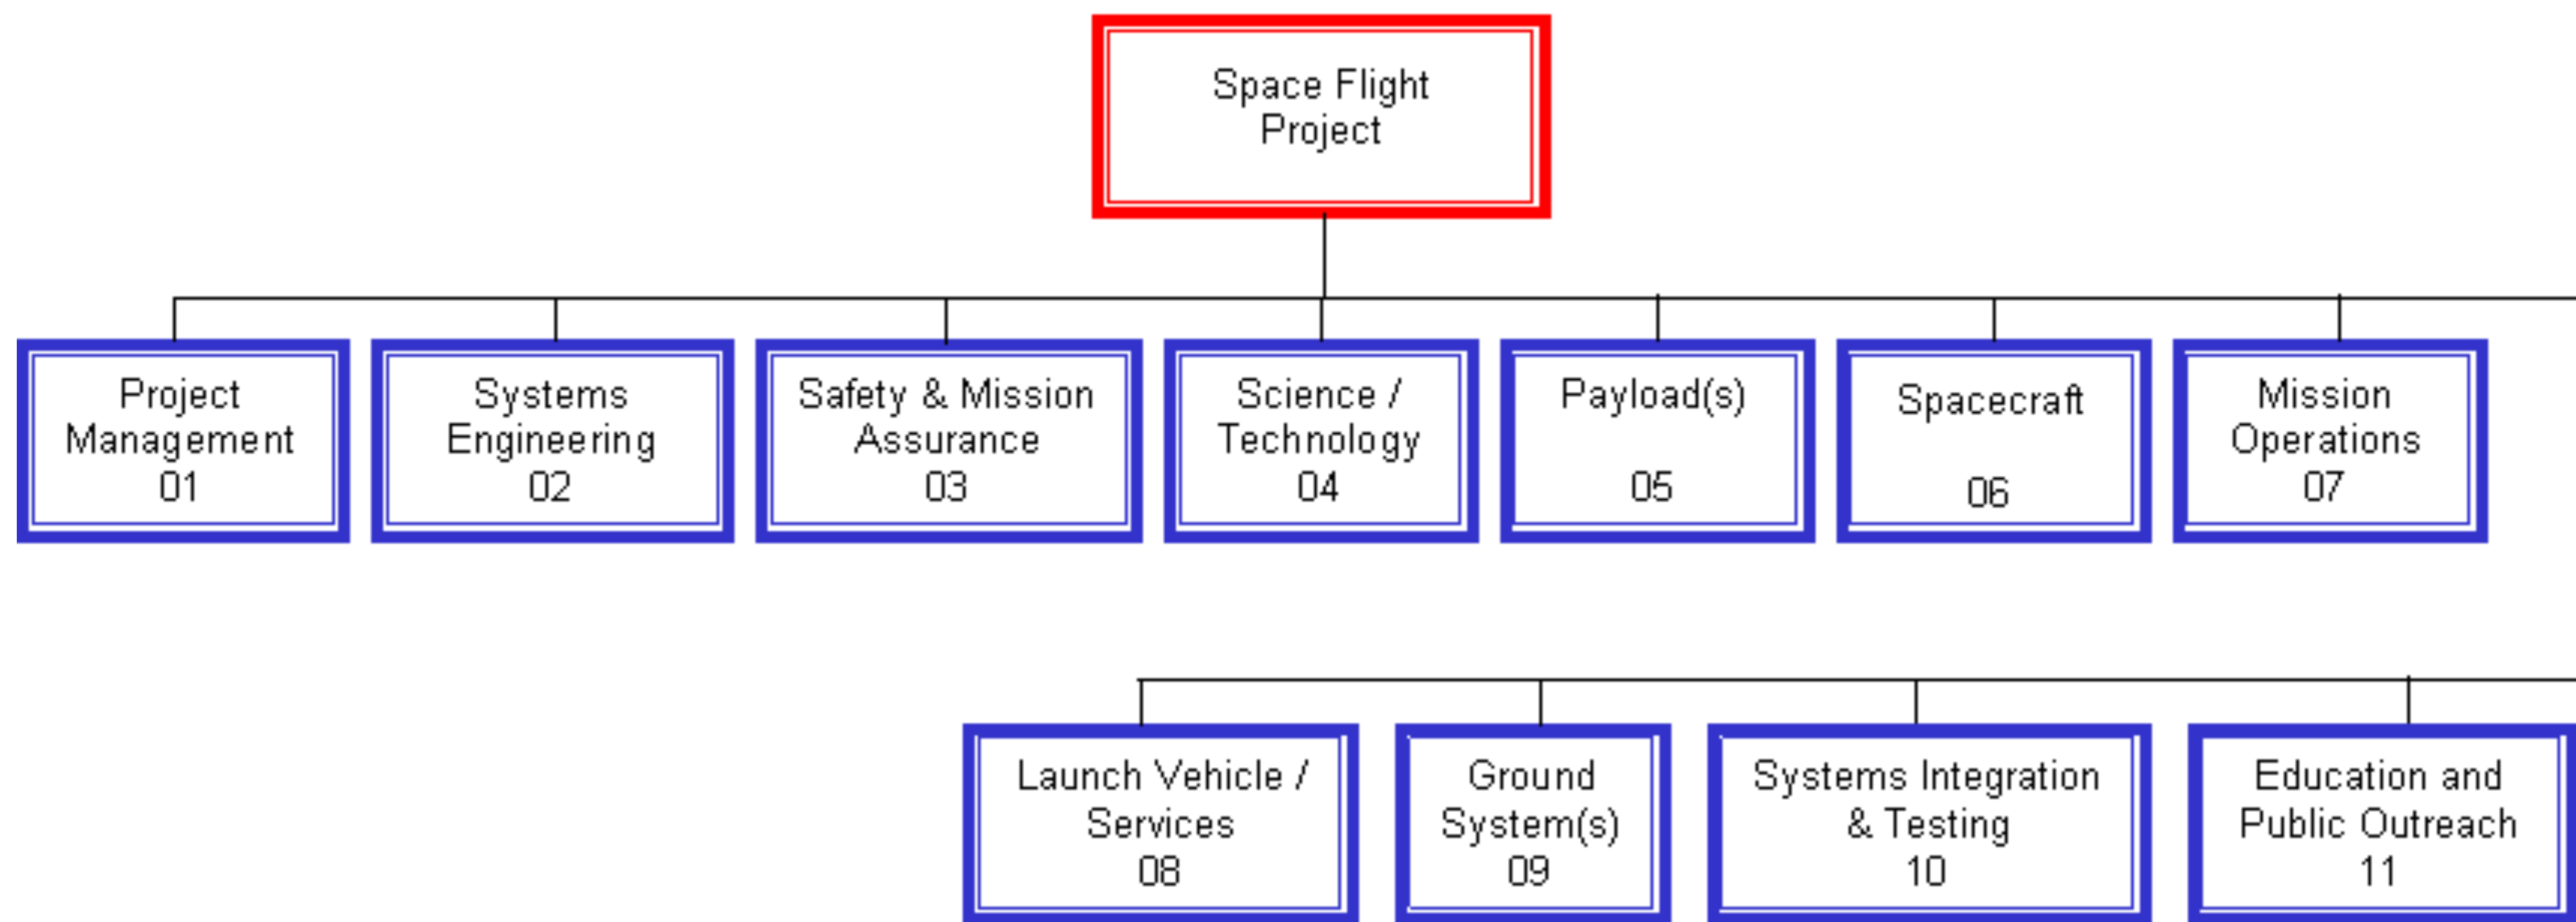 Space Flight
Project
Project
Management
01
Systems
Engineering
02
Safety & Mission
Assurance
03
Science /
Technology
04
Payload(s)
05
Spacecraft
06
Mission
Operations
07
Launch Vehicle /
Services
08
Ground
System(s)
09
Systems Integration
& Testing
10
Education and
Public Outreach
11